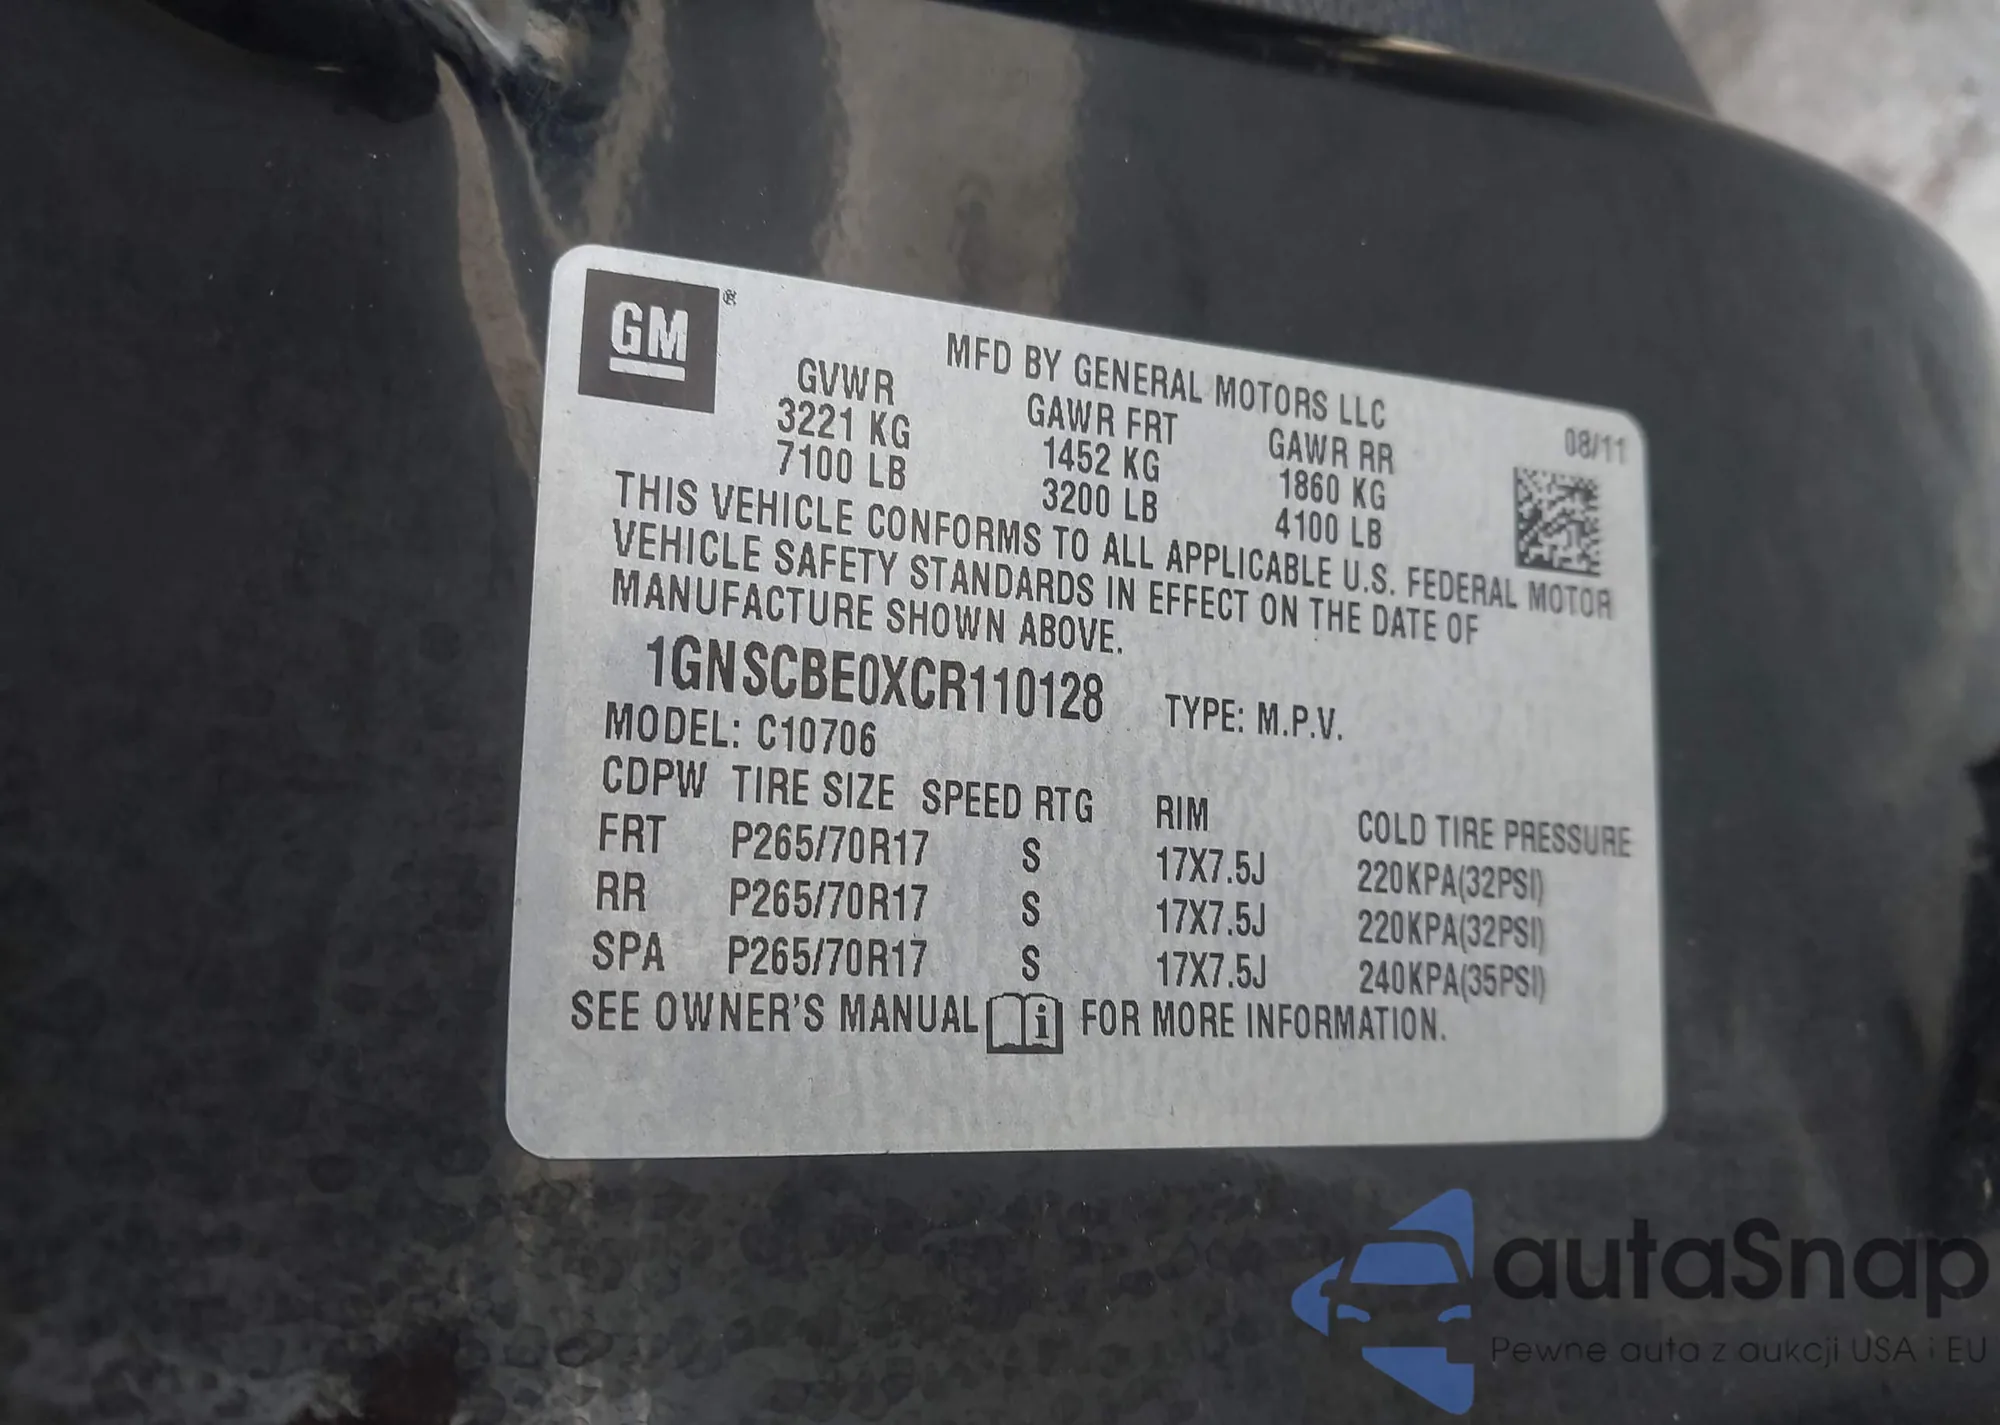 GM®
MFD BY GENERAL MOTORS LLC
08/11
GVWR GAWR FRT GAWR RR
3221 KG 1452 KG 1860 KG
7100 LB 3200 LB 4100 LB
THIS VEHICLE CONFORMS TO ALL APPLICABLE U.S. FEDERAL MOTOR
VEHICLE SAFETY STANDARDS IN EFFECT ON THE DATE OF
MANUFACTURE SHOWN ABOVE.
1GNSCBE0XCR110128 TYPE: M.P.V.
MODEL: C10706
CDPW TIRE SIZE SPEED RTG RIM COLD TIRE PRESSURE
FRT P265/70R17 S 17X7.5J 220KPA(32PSI)
RR P265/70R17 S 17X7.5J 220KPA(32PSI)
SPA P265/70R17 S 17X7.5J 240KPA(35PSI)
SEE OWNER'S MANUAL i FOR MORE INFORMATION.
autaSnap
Pewne auta z aukcji USA i EU